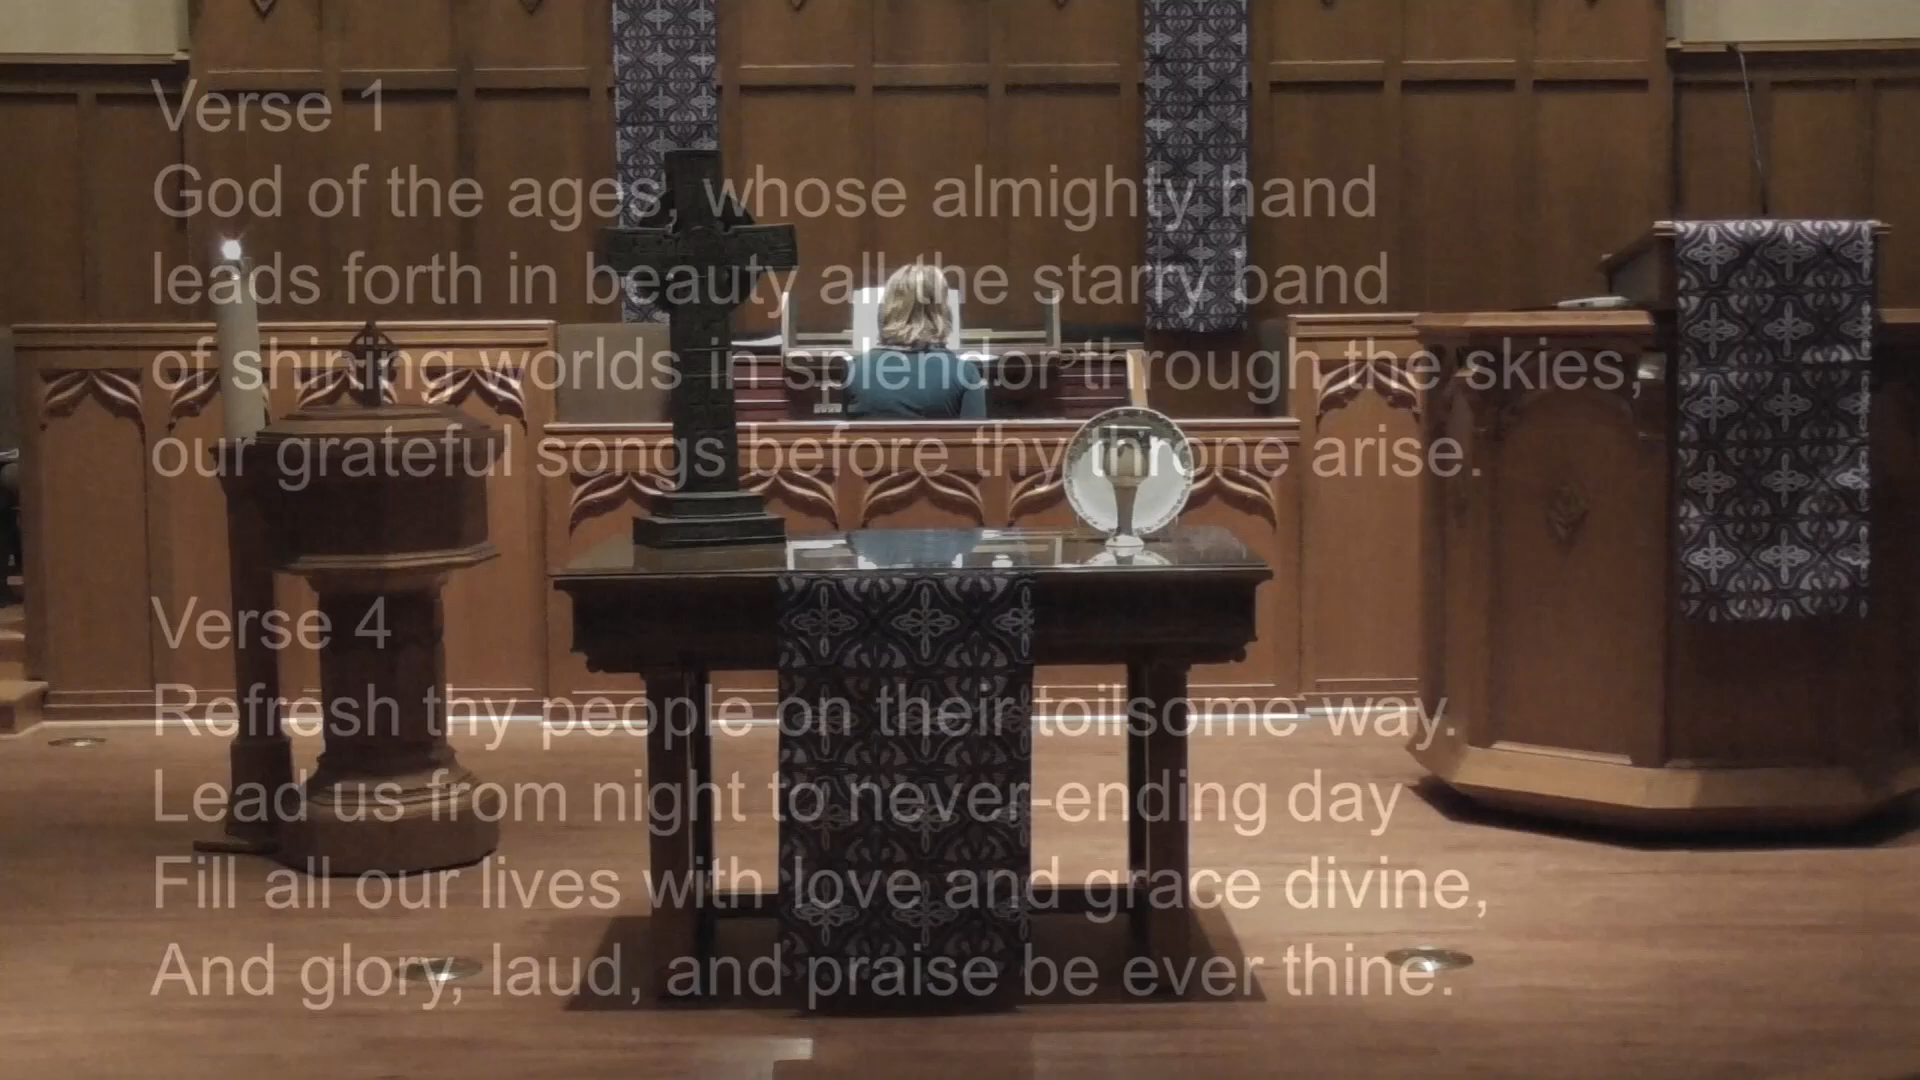 Verse 1
God of the ages, whose almighty hand
leads forth in beauty all the starry band
of shining worlds in splendor through the skies,
our grateful songs before thy throne arise.
Verse 4
Refresh thy people on their toilsome way.
Lead us from night to never-ending day
Fill all our lives with love and grace divine,
And glory, laud, and praise be ever thine.